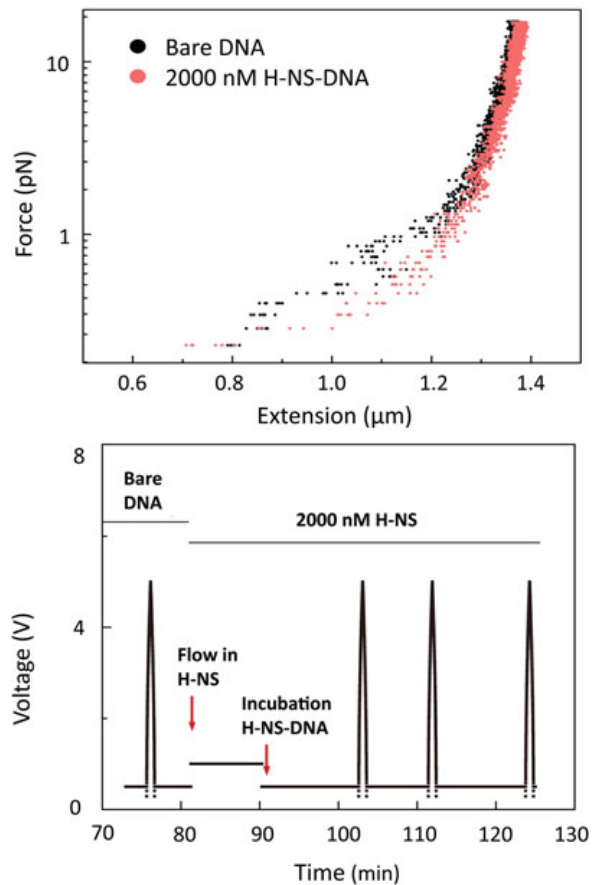 10
1
Force (pN)
Bare DNA
2000 nM H-NS-DNA
0.6 0.8 1.0 1.2 1.4
Extension (μm)
8
4
0
Voltage (V)
Bare
DNA
2000 nM H-NS
Flow in
H-NS
Incubation
H-NS-DNA
70 80 90 100 110 120 130
Time (min)